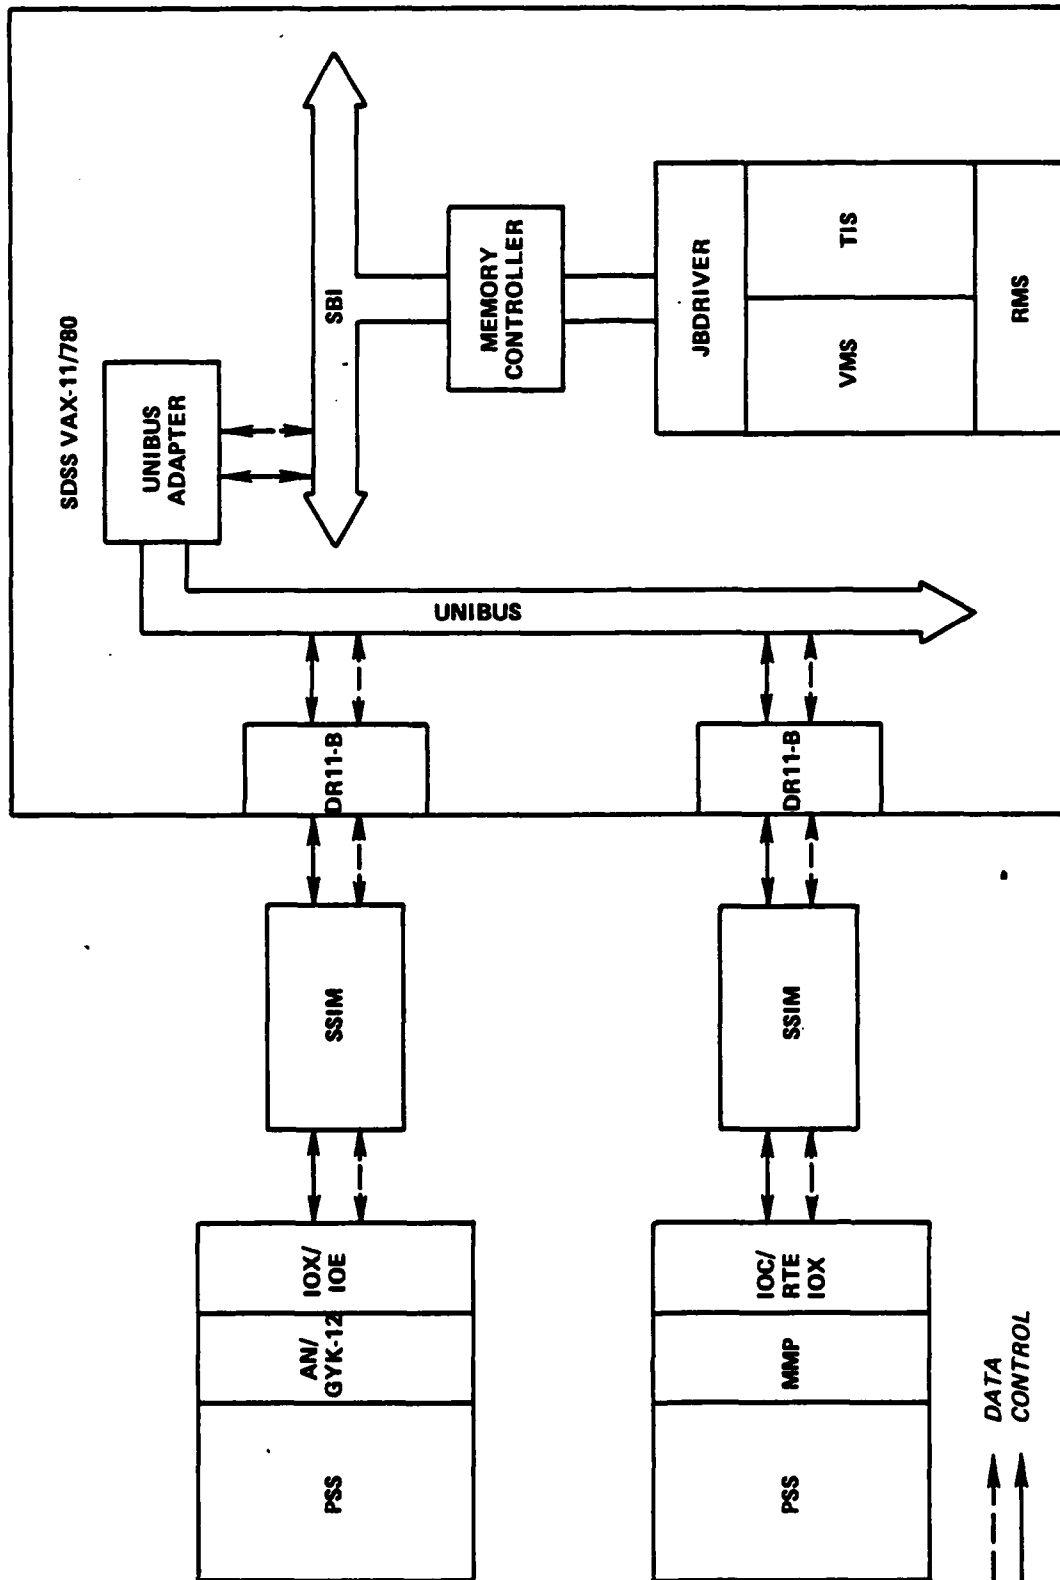 SDSS VAX-11/780
UNIBUS
ADAPTER
SBI
MEMORY
CONTROLLER
JBDRIVER
VMS
TIS
RMS
UNIBUS
DR11-B
DR11-B
SSIM
SSIM
IOX/
IOE
AN/
GYK-12
PSS
IOC/
RTE
IOX
MMP
PSS
DATA
CONTROL